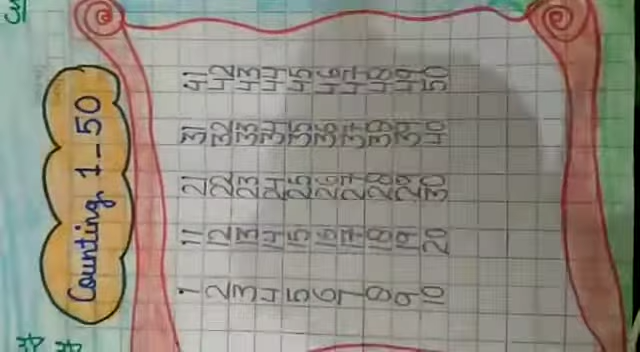 Counting 1-50
1 11 21 31 41
2 12 22 32 42
3 13 23 33 43
4 14 24 34 44
5 15 25 35 45
6 16 26 36 46
7 17 27 37 47
8 18 28 38 48
9 19 29 39 49
10 20 30 40 50